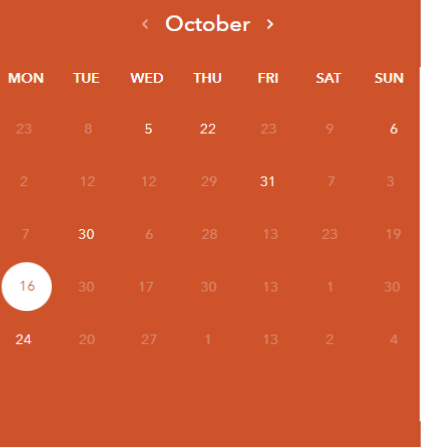 ‹ October ›
MON TUE WED THU FRI SAT SUN
23 8 5 22 23 9 6
2 12 12 29 31 7 3
7 30 6 28 13 23 19
16 30 17 30 13 1 30
24 20 27 1 13 2 4